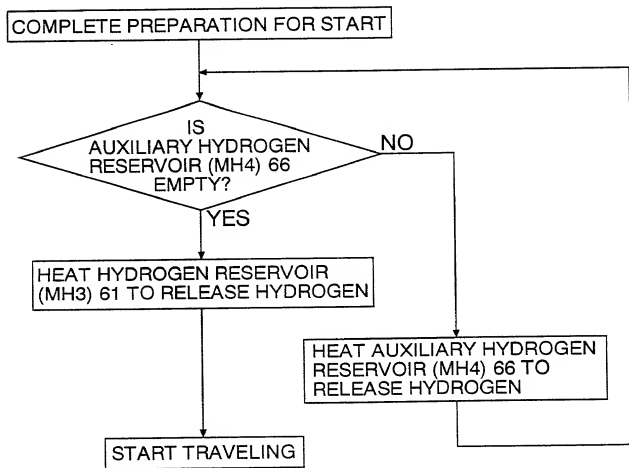 COMPLETE PREPARATION FOR START
IS
AUXILIARY HYDROGEN
RESERVOIR (MH4) 66
EMPTY?
NO
YES
HEAT HYDROGEN RESERVOIR
(MH3) 61 TO RELEASE HYDROGEN
HEAT AUXILIARY HYDROGEN
RESERVOIR (MH4) 66 TO
RELEASE HYDROGEN
START TRAVELING